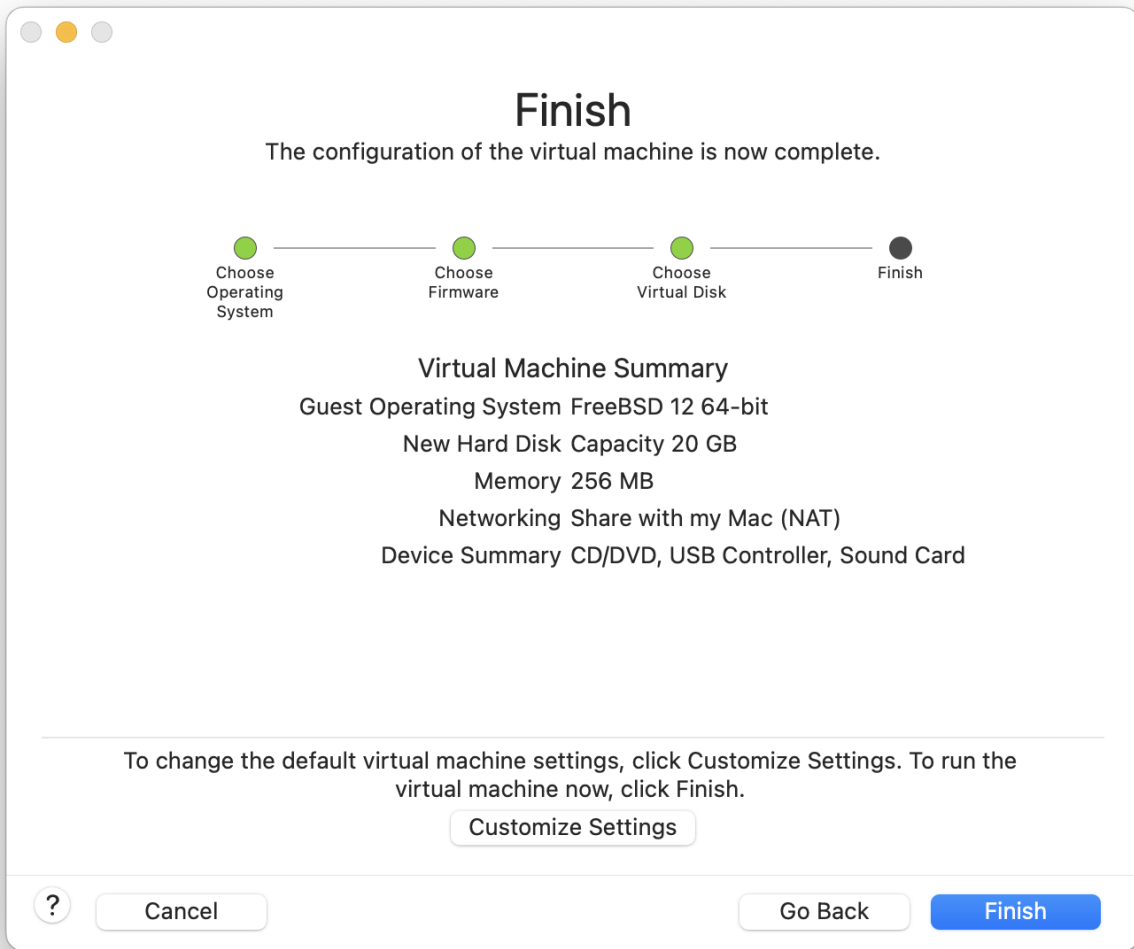 Finish
The configuration of the virtual machine is now complete.
Choose
Operating
System
Choose
Firmware
Choose
Virtual Disk
Finish
Virtual Machine Summary
Guest Operating System FreeBSD 12 64-bit
New Hard Disk Capacity 20 GB
Memory 256 MB
Networking Share with my Mac (NAT)
Device Summary CD/DVD, USB Controller, Sound Card
To change the default virtual machine settings, click Customize Settings. To run the
virtual machine now, click Finish.
Customize Settings
? Cancel Go Back Finish